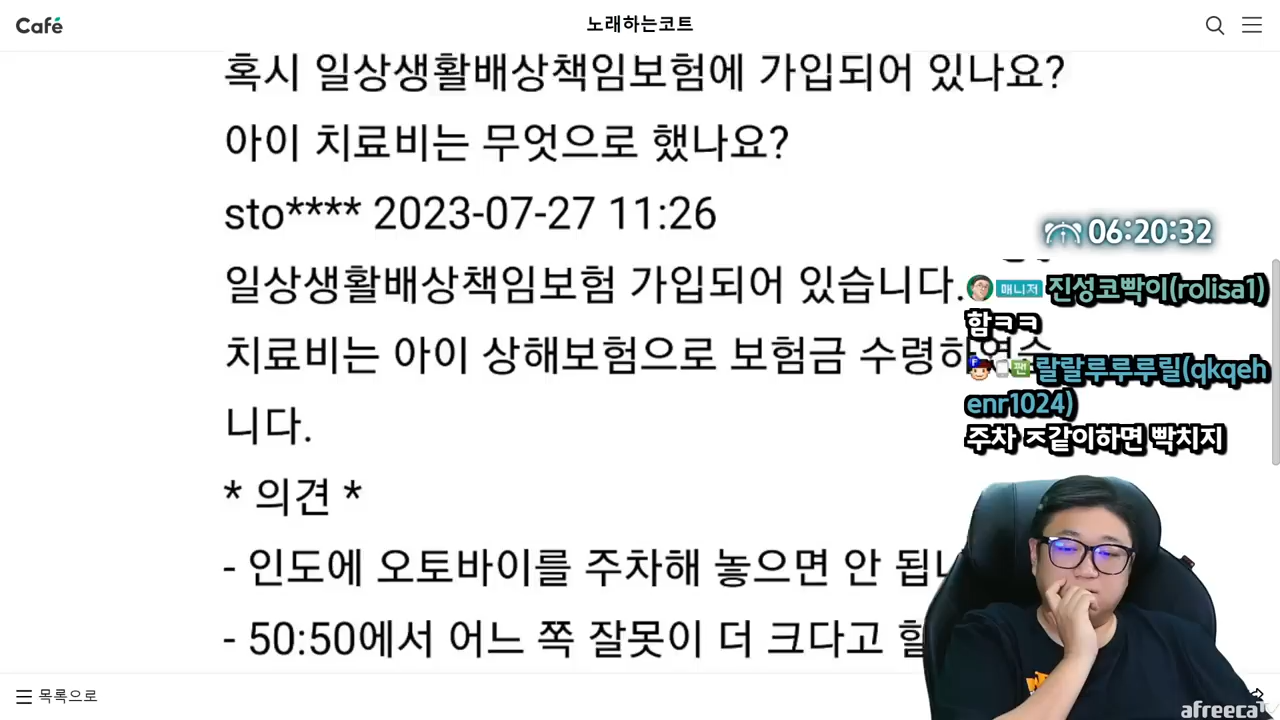 Café
노래하는코트
혹시 일상생활배상책임보험에 가입되어 있나요?
아이 치료비는 무엇으로 했나요?
sto**** 2023-07-27 11:26
06:20:32
일상생활배상책임보험 가입되어 있습니다.
매니저 진성코빡이(rolisa1)
함ㅋㅋ
치료비는 아이 상해보험으로 보험금 수령하였습
니다.
팬 랄랄루루루릴(qkqeh
enr1024)
주차 ㅈ같이하면 빡치지
* 의견 *
- 인도에 오토바이를 주차해 놓으면 안
- 50:50에서 어느 쪽 잘못이 더 크다고
목록으로
afreecaTV